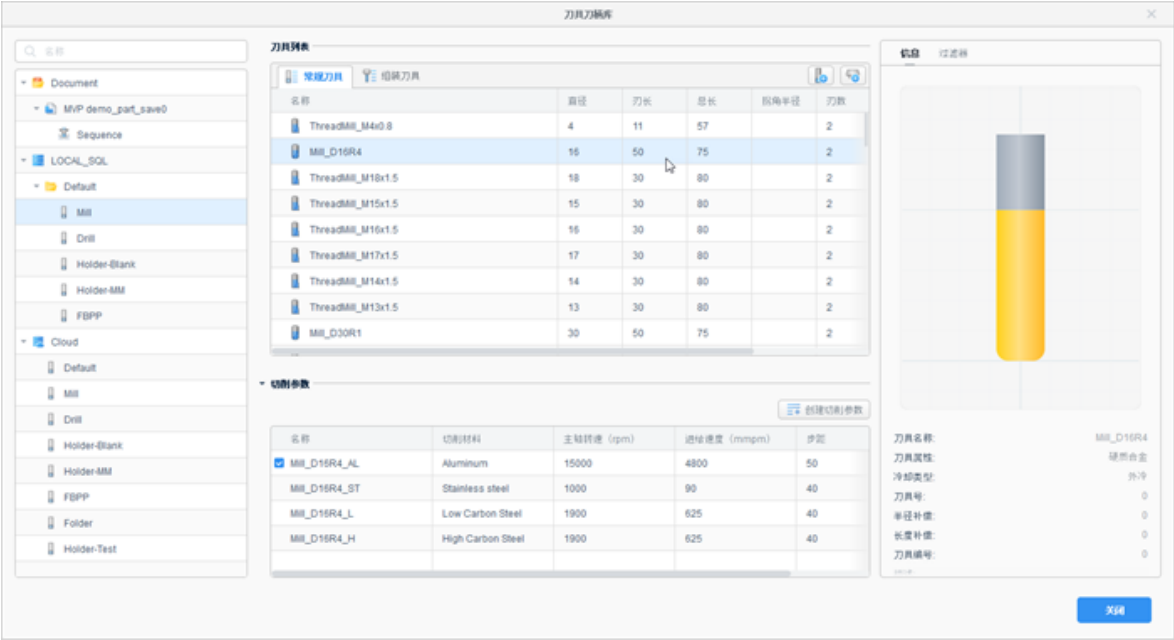 刀具刀柄库
名称
Document
MVP demo_part_save0
Sequence
LOCAL_SQL
Default
Mill
Drill
Holder-Blank
Holder-MM
FBPP
Cloud
Default
Mill
Drill
Holder-Blank
Holder-MM
FBPP
Folder
Holder-Test
刀具列表
常规刀具 组装刀具
名称 直径 刃长 总长 拐角半径 刃数
ThreadMill_M4x0.8 4 11 57 2
Mill_D16R4 16 50 75 2
ThreadMill_M18x1.5 18 30 80 2
ThreadMill_M15x1.5 15 30 80 2
ThreadMill_M16x1.5 16 30 80 2
ThreadMill_M17x1.5 17 30 80 2
ThreadMill_M14x1.5 14 30 80 2
ThreadMill_M13x1.5 13 30 80 2
Mill_D30R1 30 50 75 2
切削参数
创建切削参数
名称 切削材料 主轴转速 (rpm) 进给速度 (mmpm) 步距
Mill_D16R4_AL Aluminum 15000 4800 50
Mill_D16R4_ST Stainless steel 1000 90 40
Mill_D16R4_L Low Carbon Steel 1900 625 40
Mill_D16R4_H High Carbon Steel 1900 625 40
信息 过滤器
刀具名称: Mill_D16R4
刀具属性: 硬质合金
冷却类型: 外冷
刀具号: 0
半径补偿: 0
长度补偿: 0
刀具编号: 0
关闭